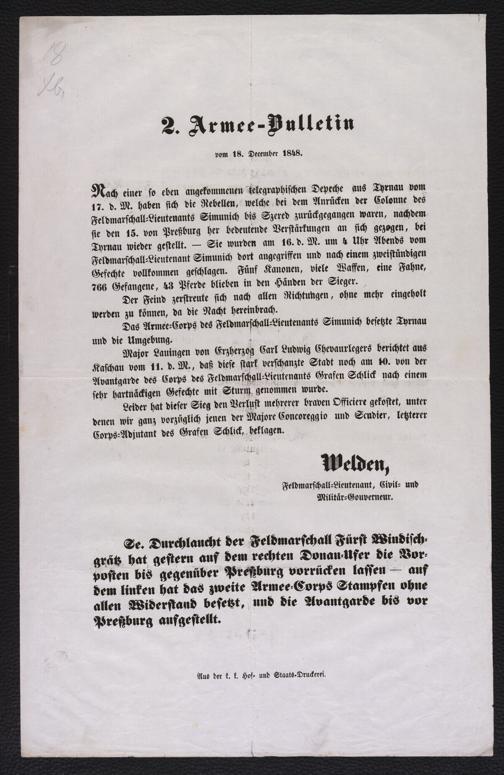 18
2. Armee-Bulletin
vom 18. December 1848.
Nach einer so eben angekommenen telegraphischen Depeche aus Tyrnau vom
17. d. M. haben sich die Rebellen, welche bei dem Anrücken der Colonne des
Feldmarschall-Lieutenants Simunich bis Szered zurückgegangen waren, nachdem
sie den 15. von Preßburg her bedeutende Verstärkungen an sich gezogen, bei
Tyrnau wieder gestellt. — Sie wurden am 16. d. M. um 4 Uhr Abends vom
Feldmarschall-Lieutenant Simunich dort angegriffen und nach einem zweistündigen
Gefechte vollkommen geschlagen. Fünf Kanonen, viele Waffen, eine Fahne,
766 Gefangene, 43 Pferde blieben in den Händen der Sieger.
Der Feind zerstreute sich nach allen Richtungen, ohne mehr eingeholt
werden zu können, da die Nacht hereinbrach.
Das Armee-Corps des Feldmarschall-Lieutenants Simunich besetzte Tyrnau
und die Umgebung.
Major Lauingen von Erzherzog Carl Ludwig Chevauxlegers berichtet aus
Kaschau vom 11. d. M., daß diese stark verschanzte Stadt noch am 10. von der
Avantgarde des Corps des Feldmarschall-Lieutenants Grafen Schlick nach einem
sehr hartnäckigen Gefechte mit Sturm genommen wurde.
Leider hat dieser Sieg den Verlust mehrerer braven Officiere gekostet, unter
denen wir ganz vorzüglich jenen der Majore Concoreggio und Scudier, letzterer
Corps-Adjutant des Grafen Schlick, beklagen.
Welden,
Feldmarschall-Lieutenant, Civil- und
Militär-Gouverneur.
Se. Durchlaucht der Feldmarschall Fürst Windisch-
grätz hat gestern auf dem rechten Donau-Ufer die Vor-
posten bis gegenüber Preßburg vorrücken lassen — auf
dem linken hat das zweite Armee-Corps Stampfen ohne
allen Widerstand besetzt, und die Avantgarde bis vor
Preßburg aufgestellt.
Aus der k. k. Hof- und Staats-Druckerei.